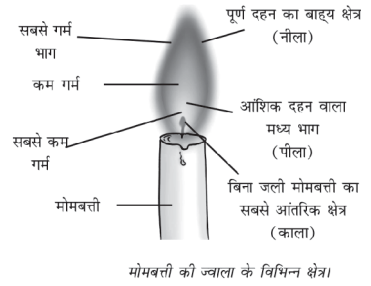 सबसे गर्म
भाग
पूर्ण दहन का बाह्य क्षेत्र
(नीला)
कम गर्म
आंशिक दहन वाला
मध्य भाग
(पीला)
सबसे कम
गर्म
बिना जली मोमबत्ती का
सबसे आंतरिक क्षेत्र
(काला)
मोमबत्ती
मोमबत्ती की ज्वाला के विभिन्न क्षेत्र।